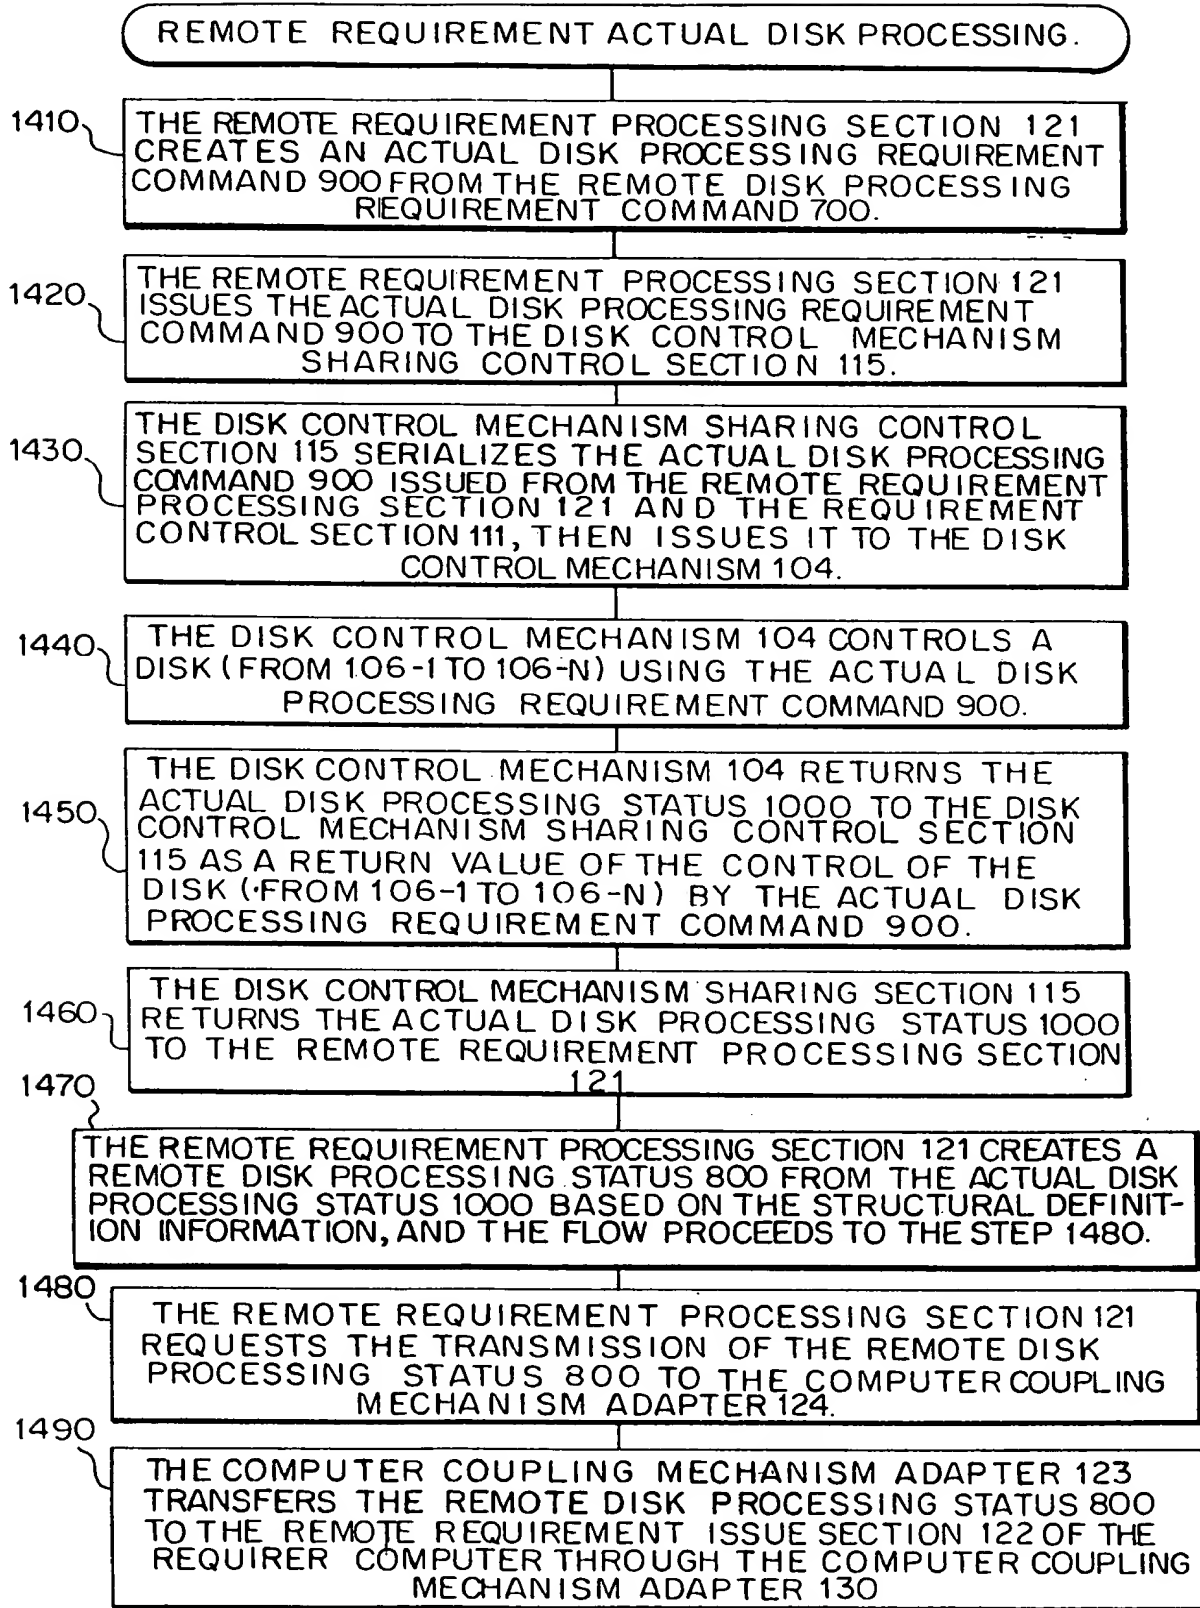 REMOTE REQUIREMENT ACTUAL DISK PROCESSING.
1410
THE REMOTE REQUIREMENT PROCESSING SECTION 121
CREATES AN ACTUAL DISK PROCESSING REQUIREMENT
COMMAND 900 FROM THE REMOTE DISK PROCESSING
REQUIREMENT COMMAND 700.
1420
THE REMOTE REQUIREMENT PROCESSING SECTION 121
ISSUES THE ACTUAL DISK PROCESSING REQUIREMENT
COMMAND 900 TO THE DISK CONTROL MECHANISM
SHARING CONTROL SECTION 115.
1430
THE DISK CONTROL MECHANISM SHARING CONTROL
SECTION 115 SERIALIZES THE ACTUAL DISK PROCESSING
COMMAND 900 ISSUED FROM THE REMOTE REQUIREMENT
PROCESSING SECTION 121 AND THE REQUIREMENT
CONTROL SECTION 111, THEN ISSUES IT TO THE DISK
CONTROL MECHANISM 104.
1440
THE DISK CONTROL MECHANISM 104 CONTROLS A
DISK (FROM 106-1 TO 106-N) USING THE ACTUAL DISK
PROCESSING REQUIREMENT COMMAND 900.
1450
THE DISK CONTROL MECHANISM 104 RETURNS THE
ACTUAL DISK PROCESSING STATUS 1000 TO THE DISK
CONTROL MECHANISM SHARING CONTROL SECTION
115 AS A RETURN VALUE OF THE CONTROL OF THE
DISK (FROM 106-1 TO 106-N) BY THE ACTUAL DISK
PROCESSING REQUIREMENT COMMAND 900.
1460
THE DISK CONTROL MECHANISM SHARING SECTION 115
RETURNS THE ACTUAL DISK PROCESSING STATUS 1000
TO THE REMOTE REQUIREMENT PROCESSING SECTION
121
1470
THE REMOTE REQUIREMENT PROCESSING SECTION 121 CREATES A
REMOTE DISK PROCESSING STATUS 800 FROM THE ACTUAL DISK
PROCESSING STATUS 1000 BASED ON THE STRUCTURAL DEFINIT-
ION INFORMATION, AND THE FLOW PROCEEDS TO THE STEP 1480.
1480
THE REMOTE REQUIREMENT PROCESSING SECTION 121
REQUESTS THE TRANSMISSION OF THE REMOTE DISK
PROCESSING STATUS 800 TO THE COMPUTER COUPLING
MECHANISM ADAPTER 124.
1490
THE COMPUTER COUPLING MECHANISM ADAPTER 123
TRANSFERS THE REMOTE DISK PROCESSING STATUS 800
TO THE REMOTE REQUIREMENT ISSUE SECTION 122 OF THE
REQUIRER COMPUTER THROUGH THE COMPUTER COUPLING
MECHANISM ADAPTER 130